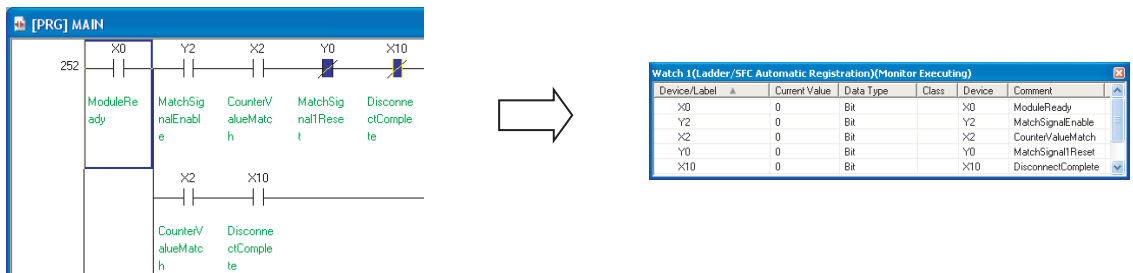 [PRG] MAIN
X0 Y2 X2 Y0 X10
252
ModuleRe MatchSig CounterV MatchSig Disconne
ady nalEnabl alueMatc nal1Rese ctComple
e h t te
X2 X10
CounterV Disconne
alueMatc ctComple
h te
Watch 1(Ladder/SFC Automatic Registration)(Monitor Executing)
Device/Label Current Value Data Type Class Device Comment
X0 0 Bit X0 ModuleReady
Y2 0 Bit Y2 MatchSignalEnable
X2 0 Bit X2 CounterValueMatch
Y0 0 Bit Y0 MatchSignal1Reset
X10 0 Bit X10 DisconnectComplete